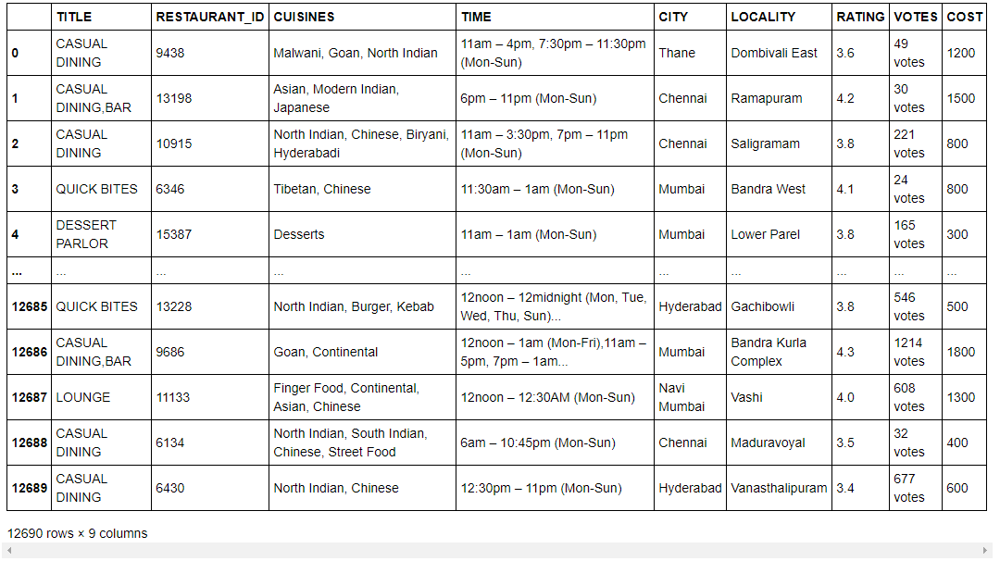 TITLE RESTAURANT_ID CUISINES TIME CITY LOCALITY RATING VOTES COST
0 CASUAL DINING 9438 Malwani, Goan, North Indian 11am – 4pm, 7:30pm – 11:30pm (Mon-Sun) Thane Dombivali East 3.6 49 votes 1200
1 CASUAL DINING,BAR 13198 Asian, Modern Indian, Japanese 6pm – 11pm (Mon-Sun) Chennai Ramapuram 4.2 30 votes 1500
2 CASUAL DINING 10915 North Indian, Chinese, Biryani, Hyderabadi 11am – 3:30pm, 7pm – 11pm (Mon-Sun) Chennai Saligramam 3.8 221 votes 800
3 QUICK BITES 6346 Tibetan, Chinese 11:30am – 1am (Mon-Sun) Mumbai Bandra West 4.1 24 votes 800
4 DESSERT PARLOR 15387 Desserts 11am – 1am (Mon-Sun) Mumbai Lower Parel 3.8 165 votes 300
... ... ... ... ... ... ... ... ... ...
12685 QUICK BITES 13228 North Indian, Burger, Kebab 12noon – 12midnight (Mon, Tue, Wed, Thu, Sun)... Hyderabad Gachibowli 3.8 546 votes 500
12686 CASUAL DINING,BAR 9686 Goan, Continental 12noon – 1am (Mon-Fri),11am – 5pm, 7pm – 1am... Mumbai Bandra Kurla Complex 4.3 1214 votes 1800
12687 LOUNGE 11133 Finger Food, Continental, Asian, Chinese 12noon – 12:30AM (Mon-Sun) Navi Mumbai Vashi 4.0 608 votes 1300
12688 CASUAL DINING 6134 North Indian, South Indian, Chinese, Street Food 6am – 10:45pm (Mon-Sun) Chennai Maduravoyal 3.5 32 votes 400
12689 CASUAL DINING 6430 North Indian, Chinese 12:30pm – 11pm (Mon-Sun) Hyderabad Vanasthalipuram 3.4 677 votes 600
12690 rows × 9 columns